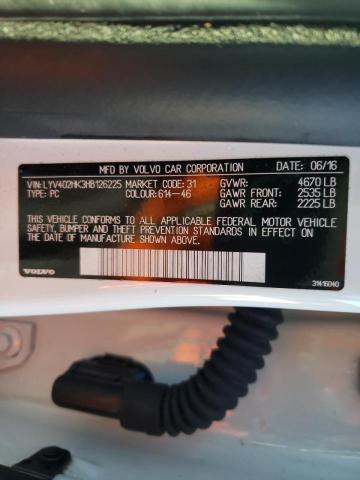 MFD BY VOLVO CAR CORPORATION DATE: 06/16
VIN: LYV402HK3HB126225 MARKET CODE: 31 GVWR: 4670 LB
TYPE: PC COLOUR: 614-46 GAWR FRONT: 2535 LB
GAWR REAR: 2225 LB
THIS VEHICLE CONFORMS TO ALL APPLICABLE FEDERAL MOTOR VEHICLE
SAFETY, BUMPER AND THEFT PREVENTION STANDARDS IN EFFECT ON THE
DATE OF MANUFACTURE SHOWN ABOVE.
VOLVO 31416040